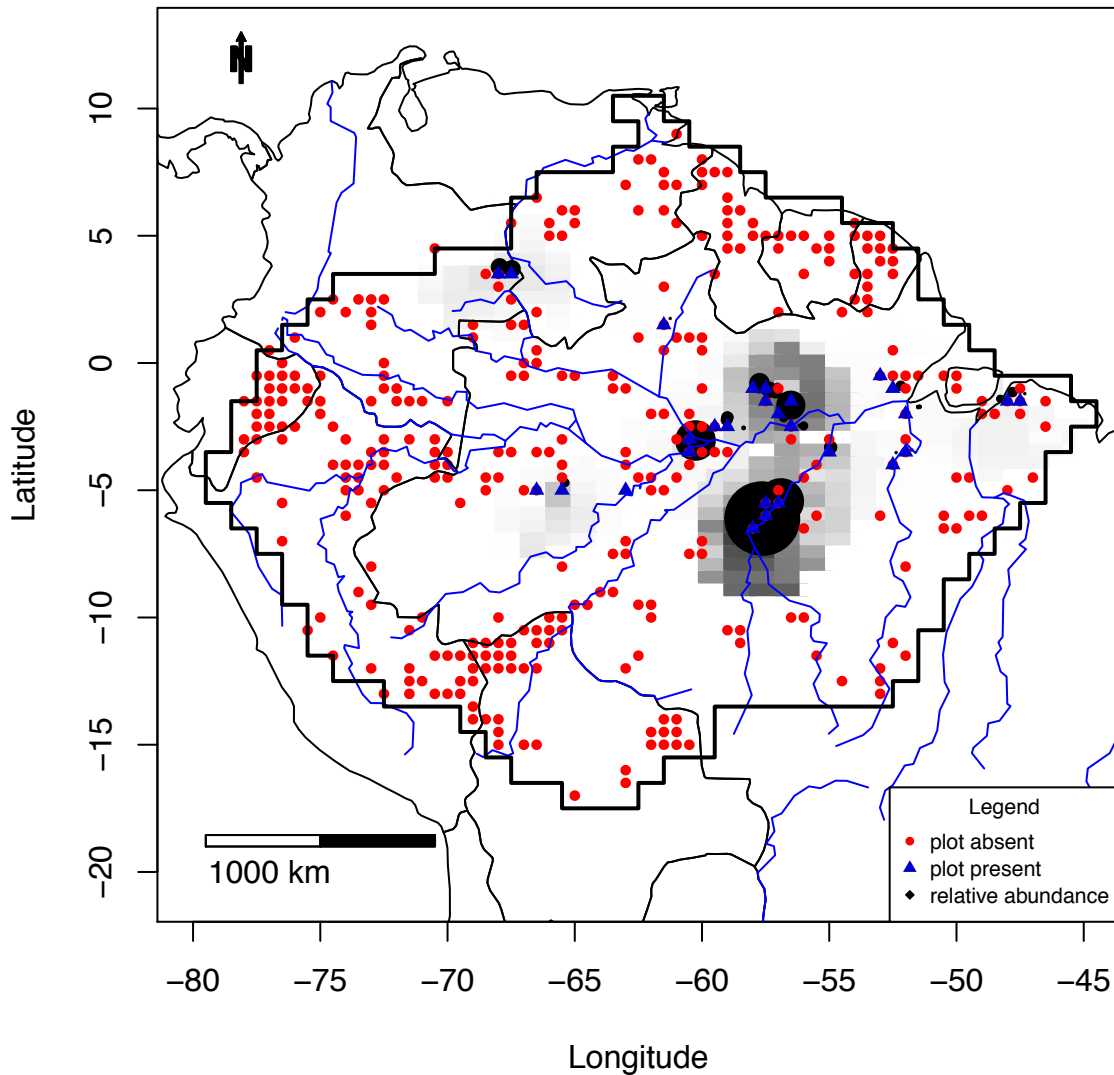 N
10
5
0
−5
−10
−15
−20
Latitude
1000 km
Legend
plot absent
plot present
relative abundance
−80 −75 −70 −65 −60 −55 −50 −45
Longitude